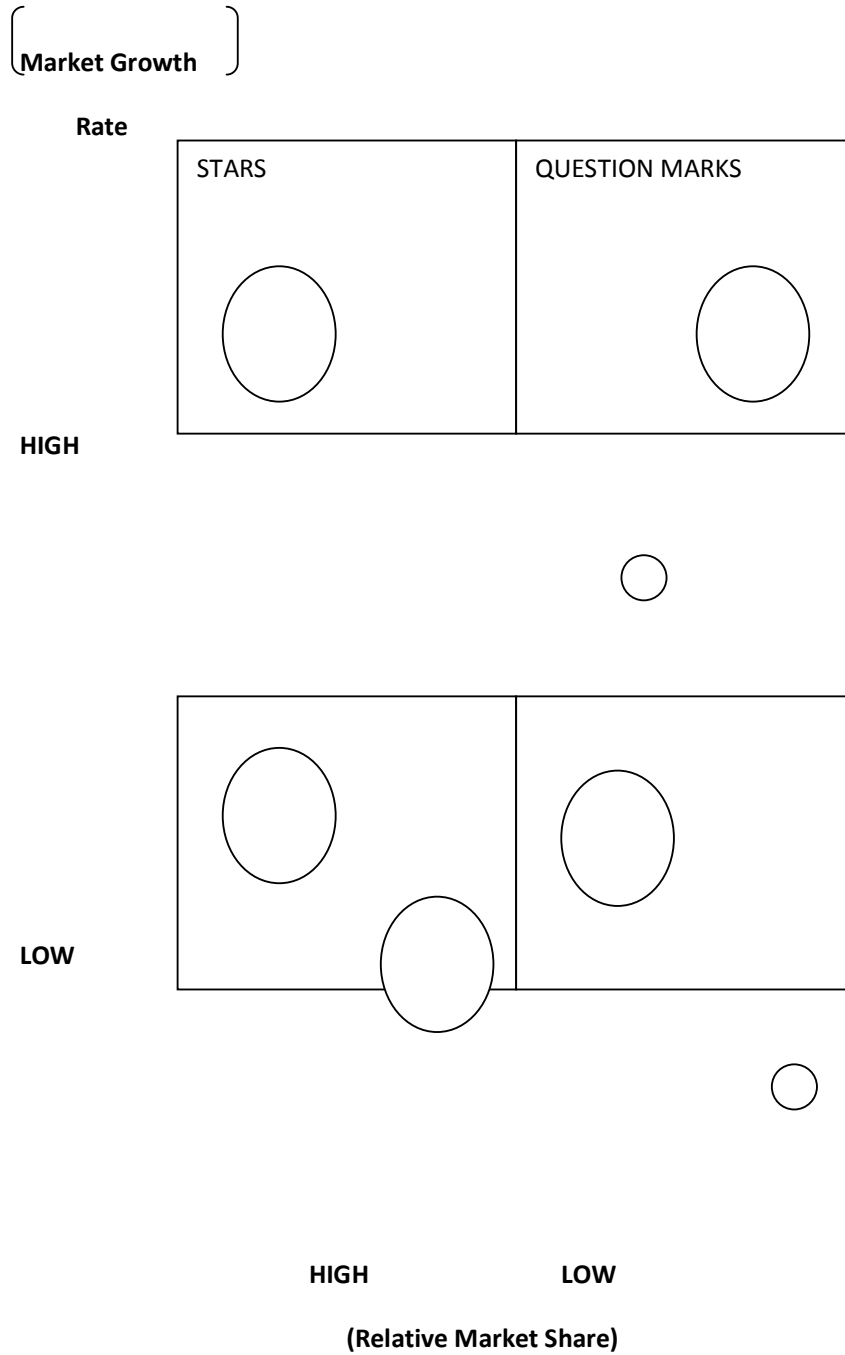 Market Growth
Rate
STARS QUESTION MARKS
HIGH
LOW
HIGH LOW
(Relative Market Share)